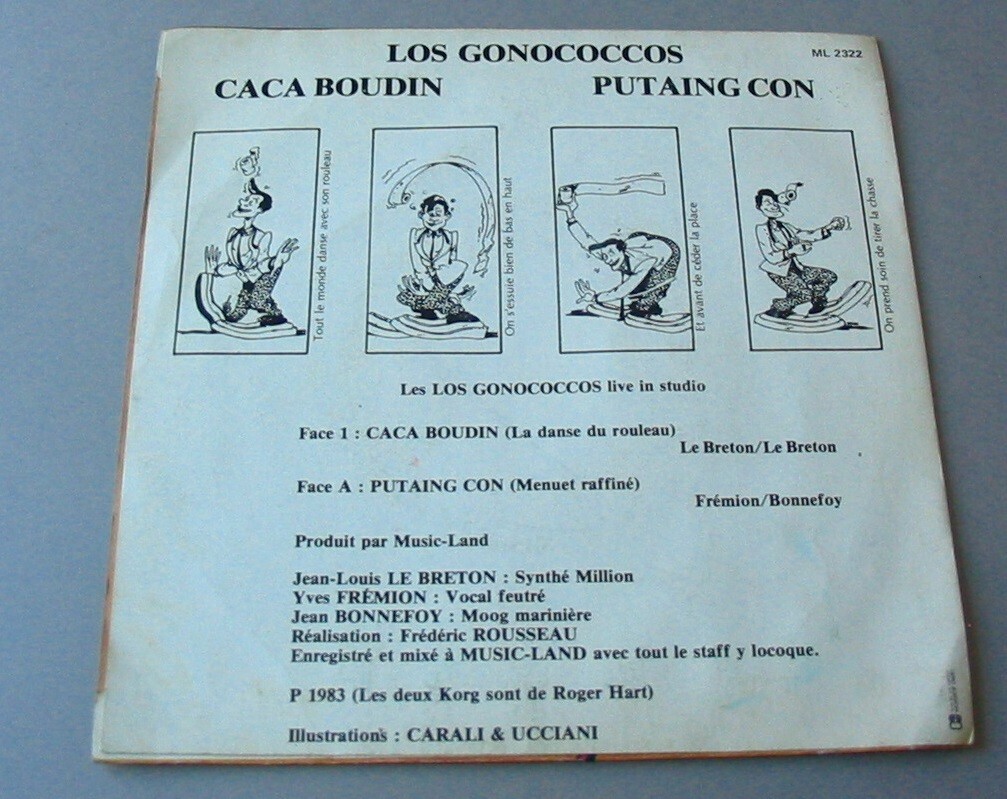 LOS GONOCOCCOS
ML 2322
CACA BOUDIN PUTAING CON
Tout le monde danse avec son rouleau
On s'essuie bien de bas en haut
Et avant de céder la place
On prend soin de tirer la chasse
Les LOS GONOCOCCOS live in studio
Face 1 : CACA BOUDIN (La danse du rouleau)
Le Breton/Le Breton
Face A : PUTAING CON (Menuet raffiné)
Frémion/Bonnefoy
Produit par Music-Land
Jean-Louis LE BRETON : Synthé Million
Yves FRÉMION : Vocal feutré
Jean BONNEFOY : Moog marinière
Réalisation : Frédéric ROUSSEAU
Enregistré et mixé à MUSIC-LAND avec tout le staff y locoque.
P 1983 (Les deux Korg sont de Roger Hart)
Illustrations : CARALI & UCCIANI